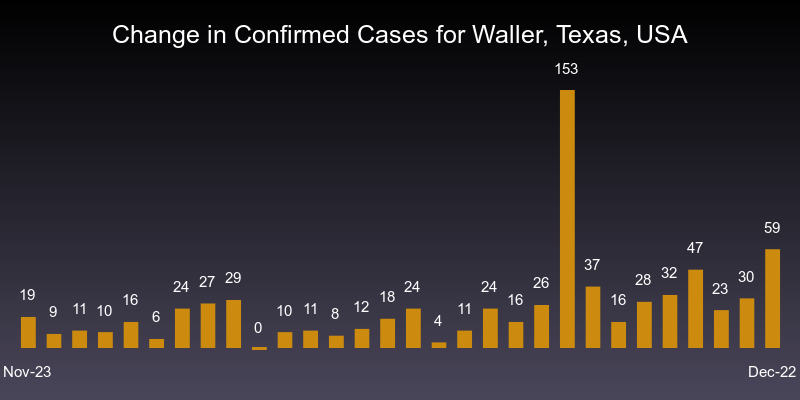 Change in Confirmed Cases for Waller, Texas, USA
19 9 11 10 16 6 24 27 29 0 10 11 8 12 18 24 4 11 24 16 26 153 37 16 28 32 47 23 30 59
Nov-23 Dec-22